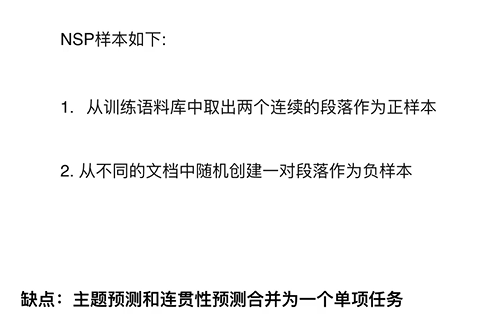 NSP样本如下:
1. 从训练语料库中取出两个连续的段落作为正样本
2. 从不同的文档中随机创建一对段落作为负样本
缺点：主题预测和连贯性预测合并为一个单项任务